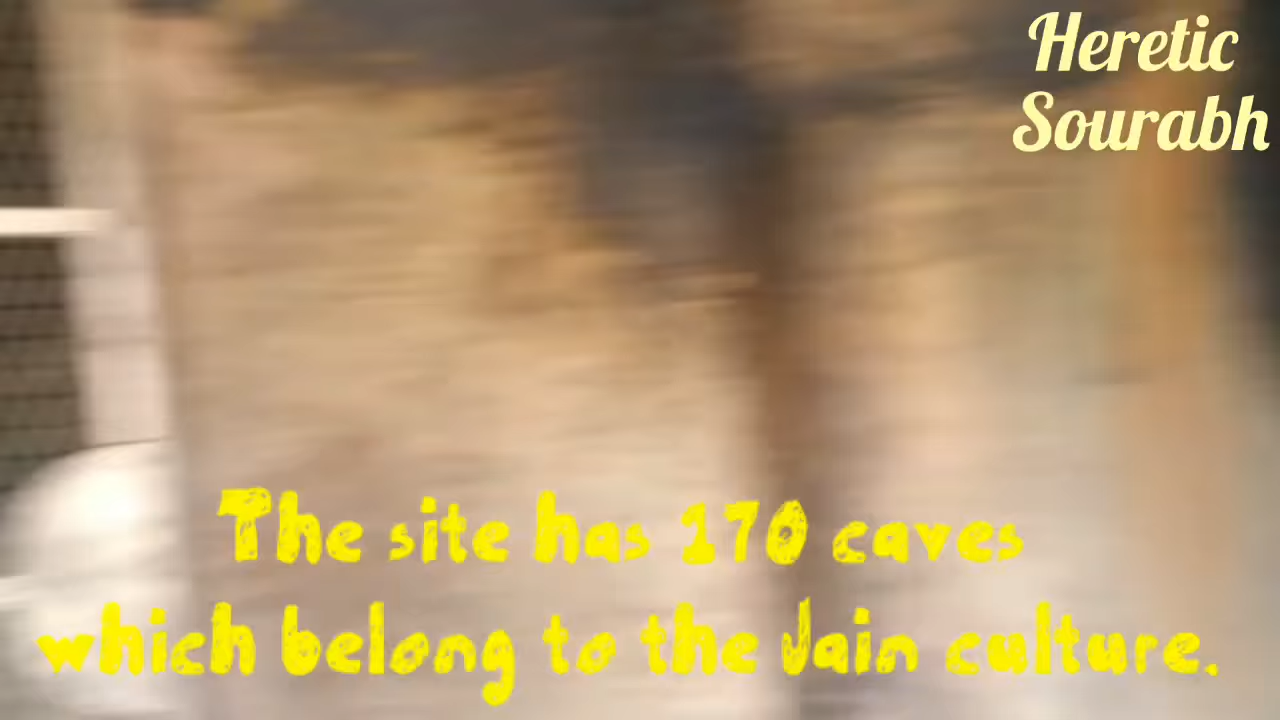 Heretic
Sourabh
The site has 170 caves
which belong to the Jain culture.